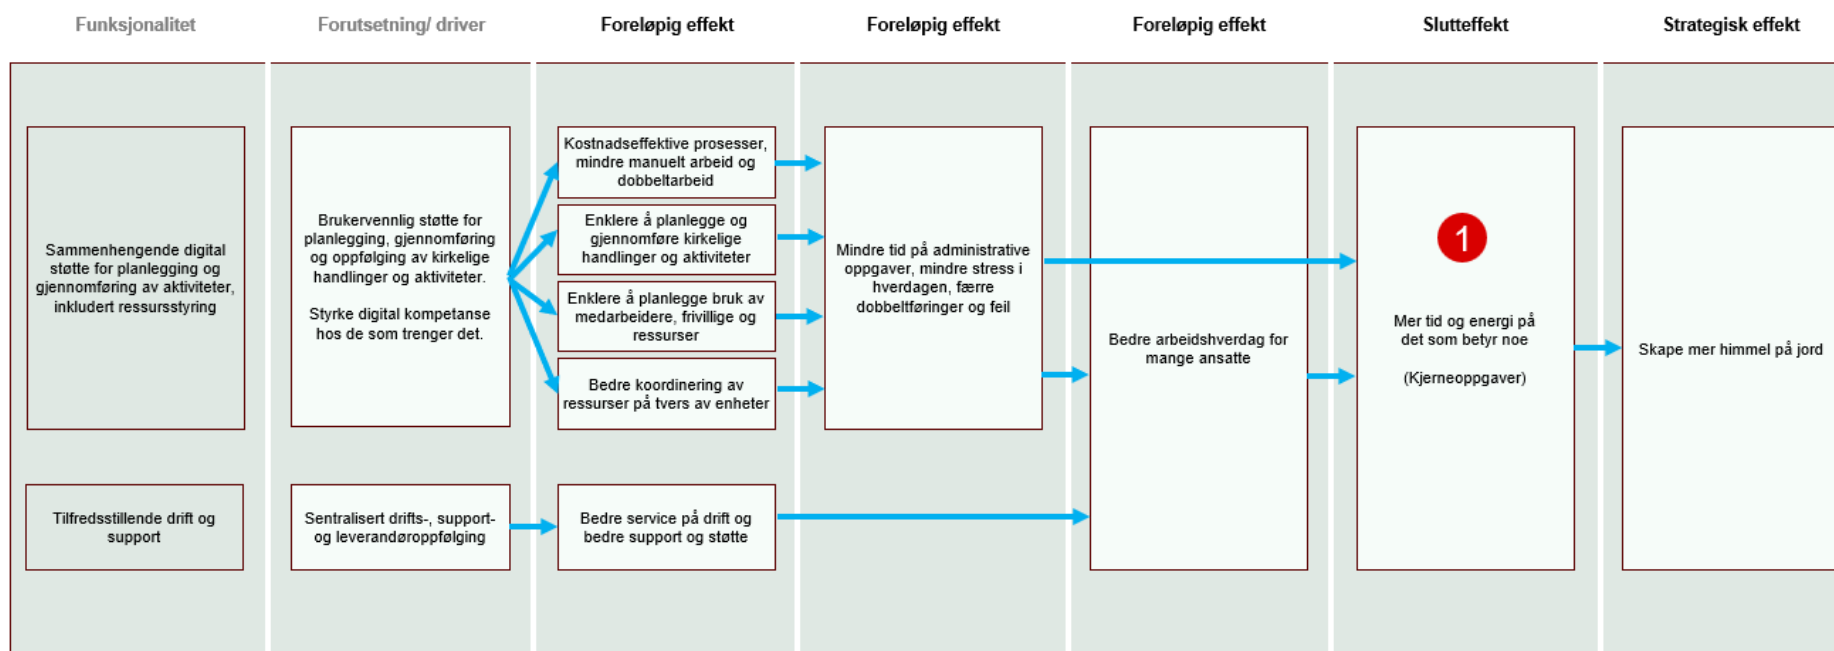 Funksjonalitet
Forutsetning/ driver
Foreløpig effekt
Foreløpig effekt
Foreløpig effekt
Slutteffekt
Strategisk effekt
Sammenhengende digital
støtte for planlegging og
gjennomføring av aktiviteter,
inkludert ressursstyring
Brukervennlig støtte for
planlegging, gjennomføring
og oppfølging av kirkelige
handlinger og aktiviteter.
Styrke digital kompetanse
hos de som trenger det.
Kostnadseffektive prosesser,
mindre manuelt arbeid og
dobbeltarbeid
Enklere å planlegge og
gjennomføre kirkelige
handlinger og aktiviteter
Enklere å planlegge bruk av
medarbeidere, frivillige og
ressurser
Bedre koordinering av
ressurser på tvers av enheter
Mindre tid på administrative
oppgaver, mindre stress i
hverdagen, færre
dobbeltføringer og feil
Bedre arbeidshverdag for
mange ansatte
1
Mer tid og energi på
det som betyr noe
(Kjerneoppgaver)
Skape mer himmel på jord
Tilfredsstillende drift og
support
Sentralisert drifts-, support-
og leverandøroppfølging
Bedre service på drift og
bedre support og støtte